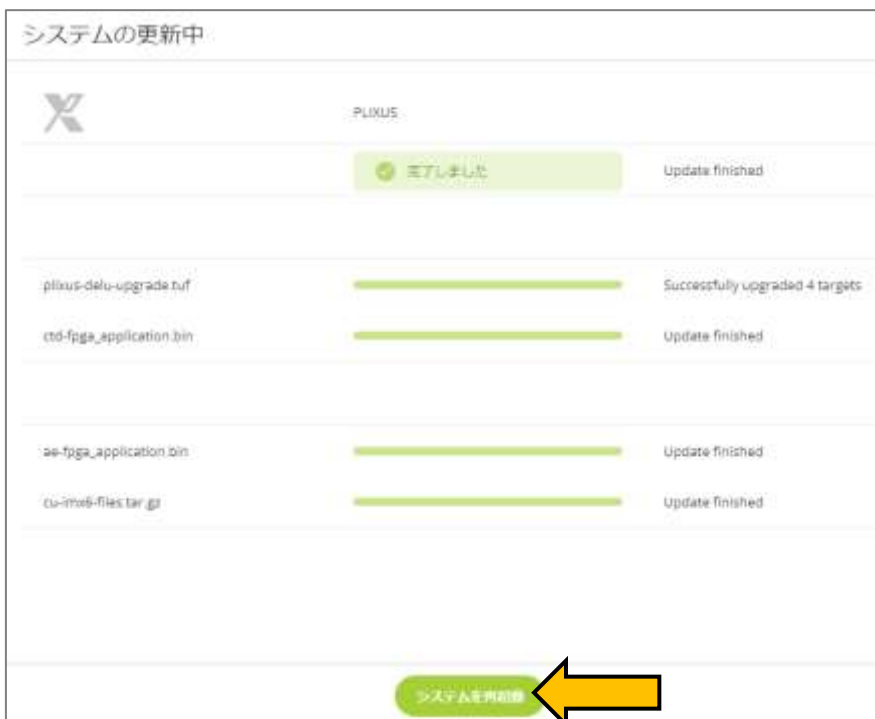 システムの更新中
PLIXUS
完了しました Update finished
plixus-delu-upgrade.tuf Successfully upgraded 4 targets
ctd-fpga_application.bin Update finished
ae-fpga_application.bin Update finished
cu-imx6-files.tar.gz Update finished
システムを再起動